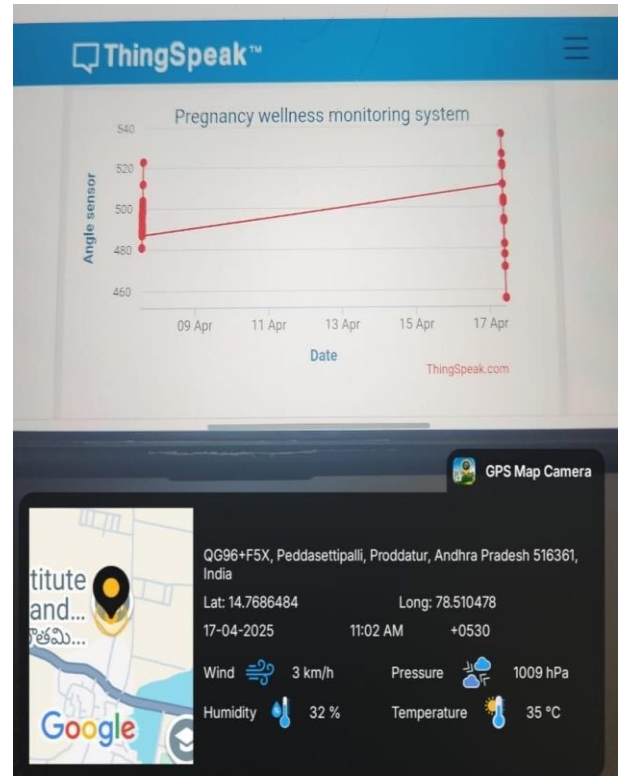 ThingSpeak™
Pregnancy wellness monitoring system
540
520
500
480
460
Angle sensor
09 Apr 11 Apr 13 Apr 15 Apr 17 Apr
Date
ThingSpeak.com
GPS Map Camera
titute
and...
Google
QG96+F5X, Peddasettipalli, Proddatur, Andhra Pradesh 516361,
India
Lat: 14.7686484 Long: 78.510478
17-04-2025 11:02 AM +0530
Wind 3 km/h Pressure 1009 hPa
Humidity 32 % Temperature 35 °C